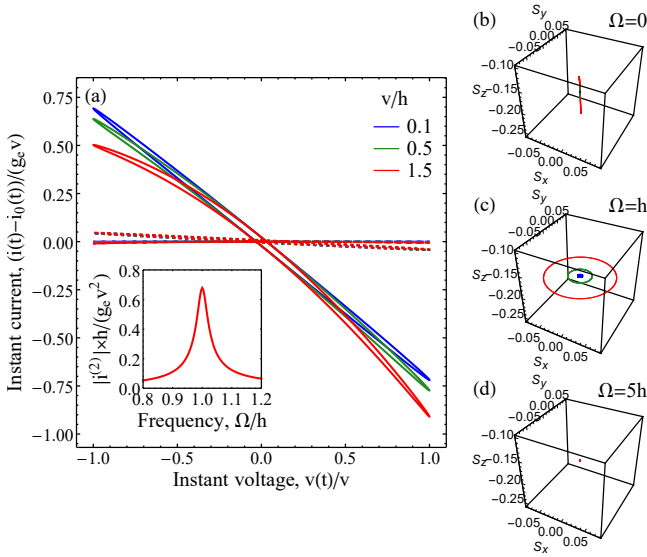 (a)
v/h
0.1
0.5
1.5
Instant current, (i(t)−i₀(t))/(gₑv)
0.75
0.50
0.25
0.00
−0.25
−0.50
−0.75
−1.00
−1.0
−0.5
0.0
0.5
1.0
Instant voltage, v(t)/v
|i⁽²⁾|×h/(gₑv²)
0.8
0.6
0.4
0.2
0.0
0.8
0.9
1.0
1.1
1.2
Frequency, Ω/h
(b)
Ω=0
Sy
0.05
0.00
−0.05
−0.10
Sz −0.15
−0.20
−0.25
−0.05
0.00
0.05
Sx
(c)
Ω=h
Sy
0.05
0.00
−0.05
−0.10
Sz −0.15
−0.20
−0.25
−0.05
0.00
0.05
Sx
(d)
Ω=5h
Sy
0.05
0.00
−0.05
−0.10
Sz −0.15
−0.20
−0.25
−0.05
0.00
0.05
Sx